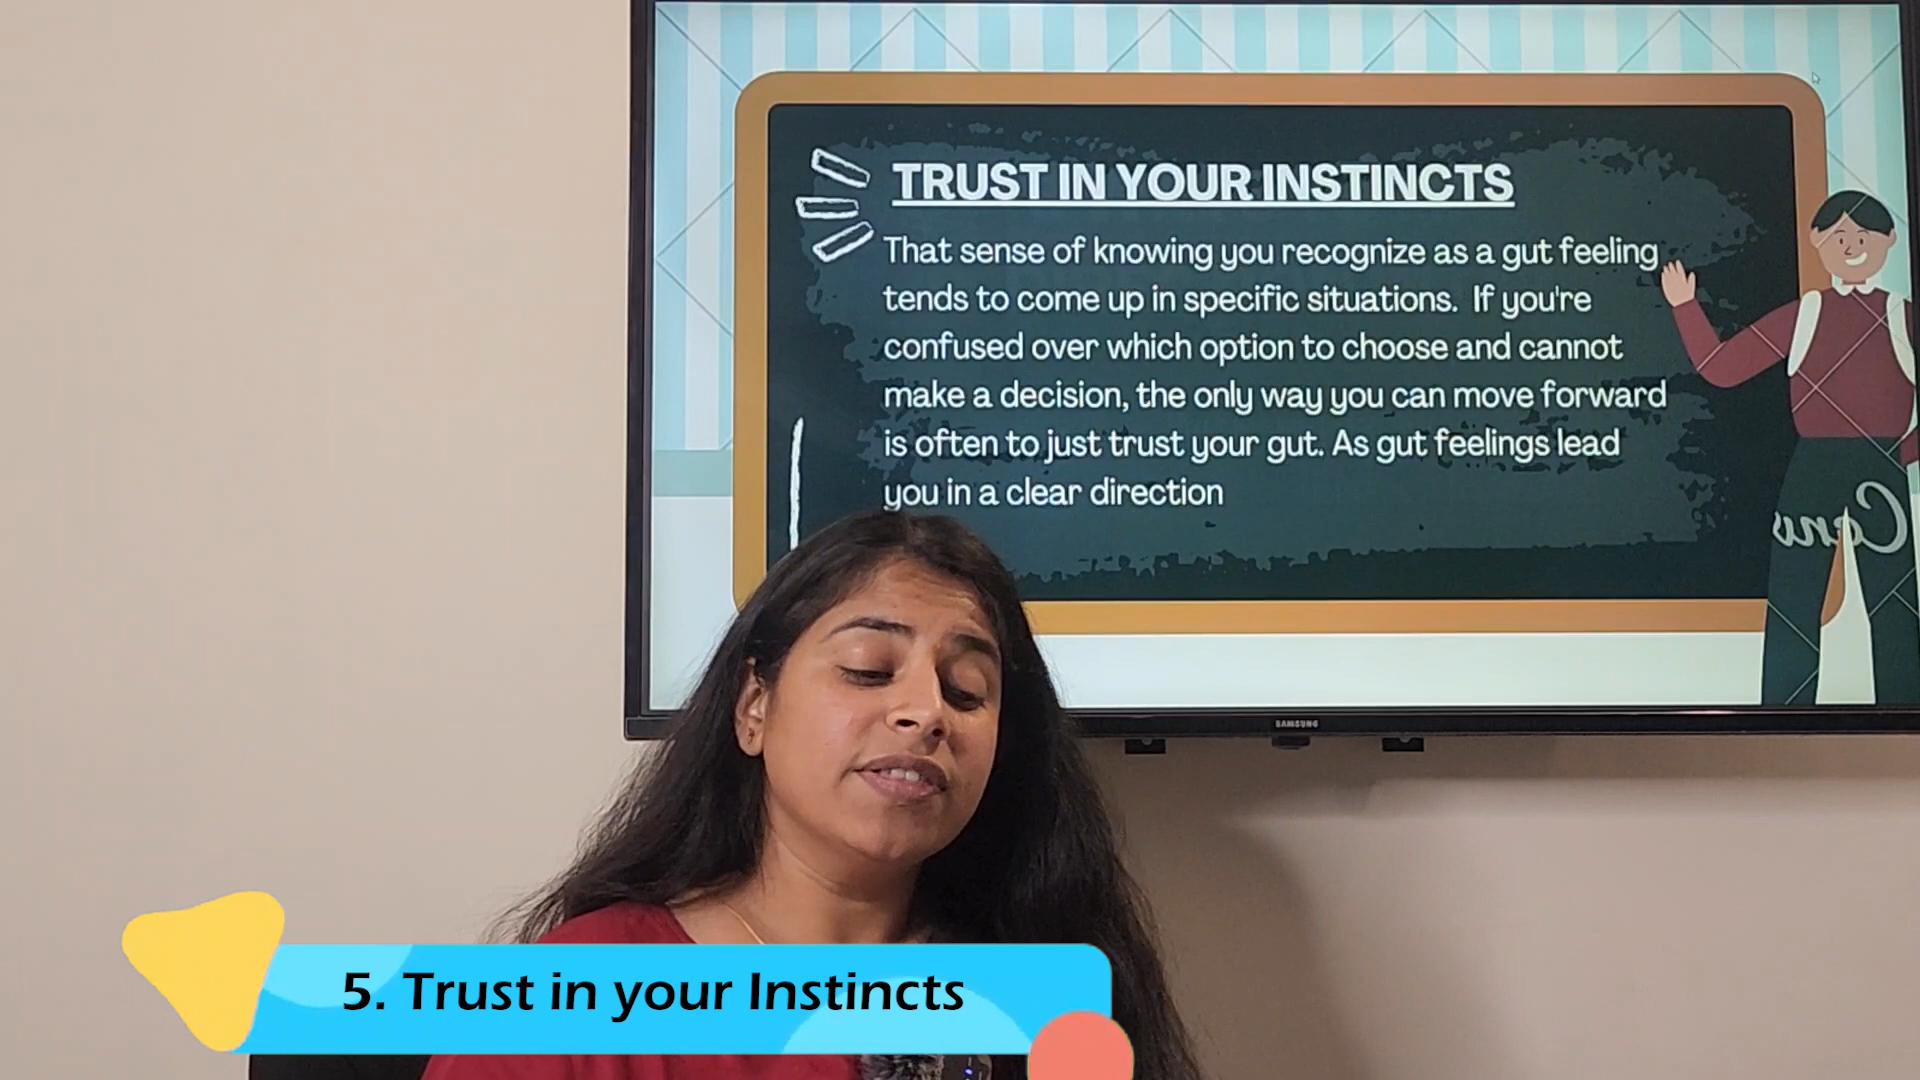 TRUST IN YOUR INSTINCTS
That sense of knowing you recognize as a gut feeling
tends to come up in specific situations. If you're
confused over which option to choose and cannot
make a decision, the only way you can move forward
is often to just trust your gut. As gut feelings lead
you in a clear direction
SAMSUNG
5. Trust in your Instincts